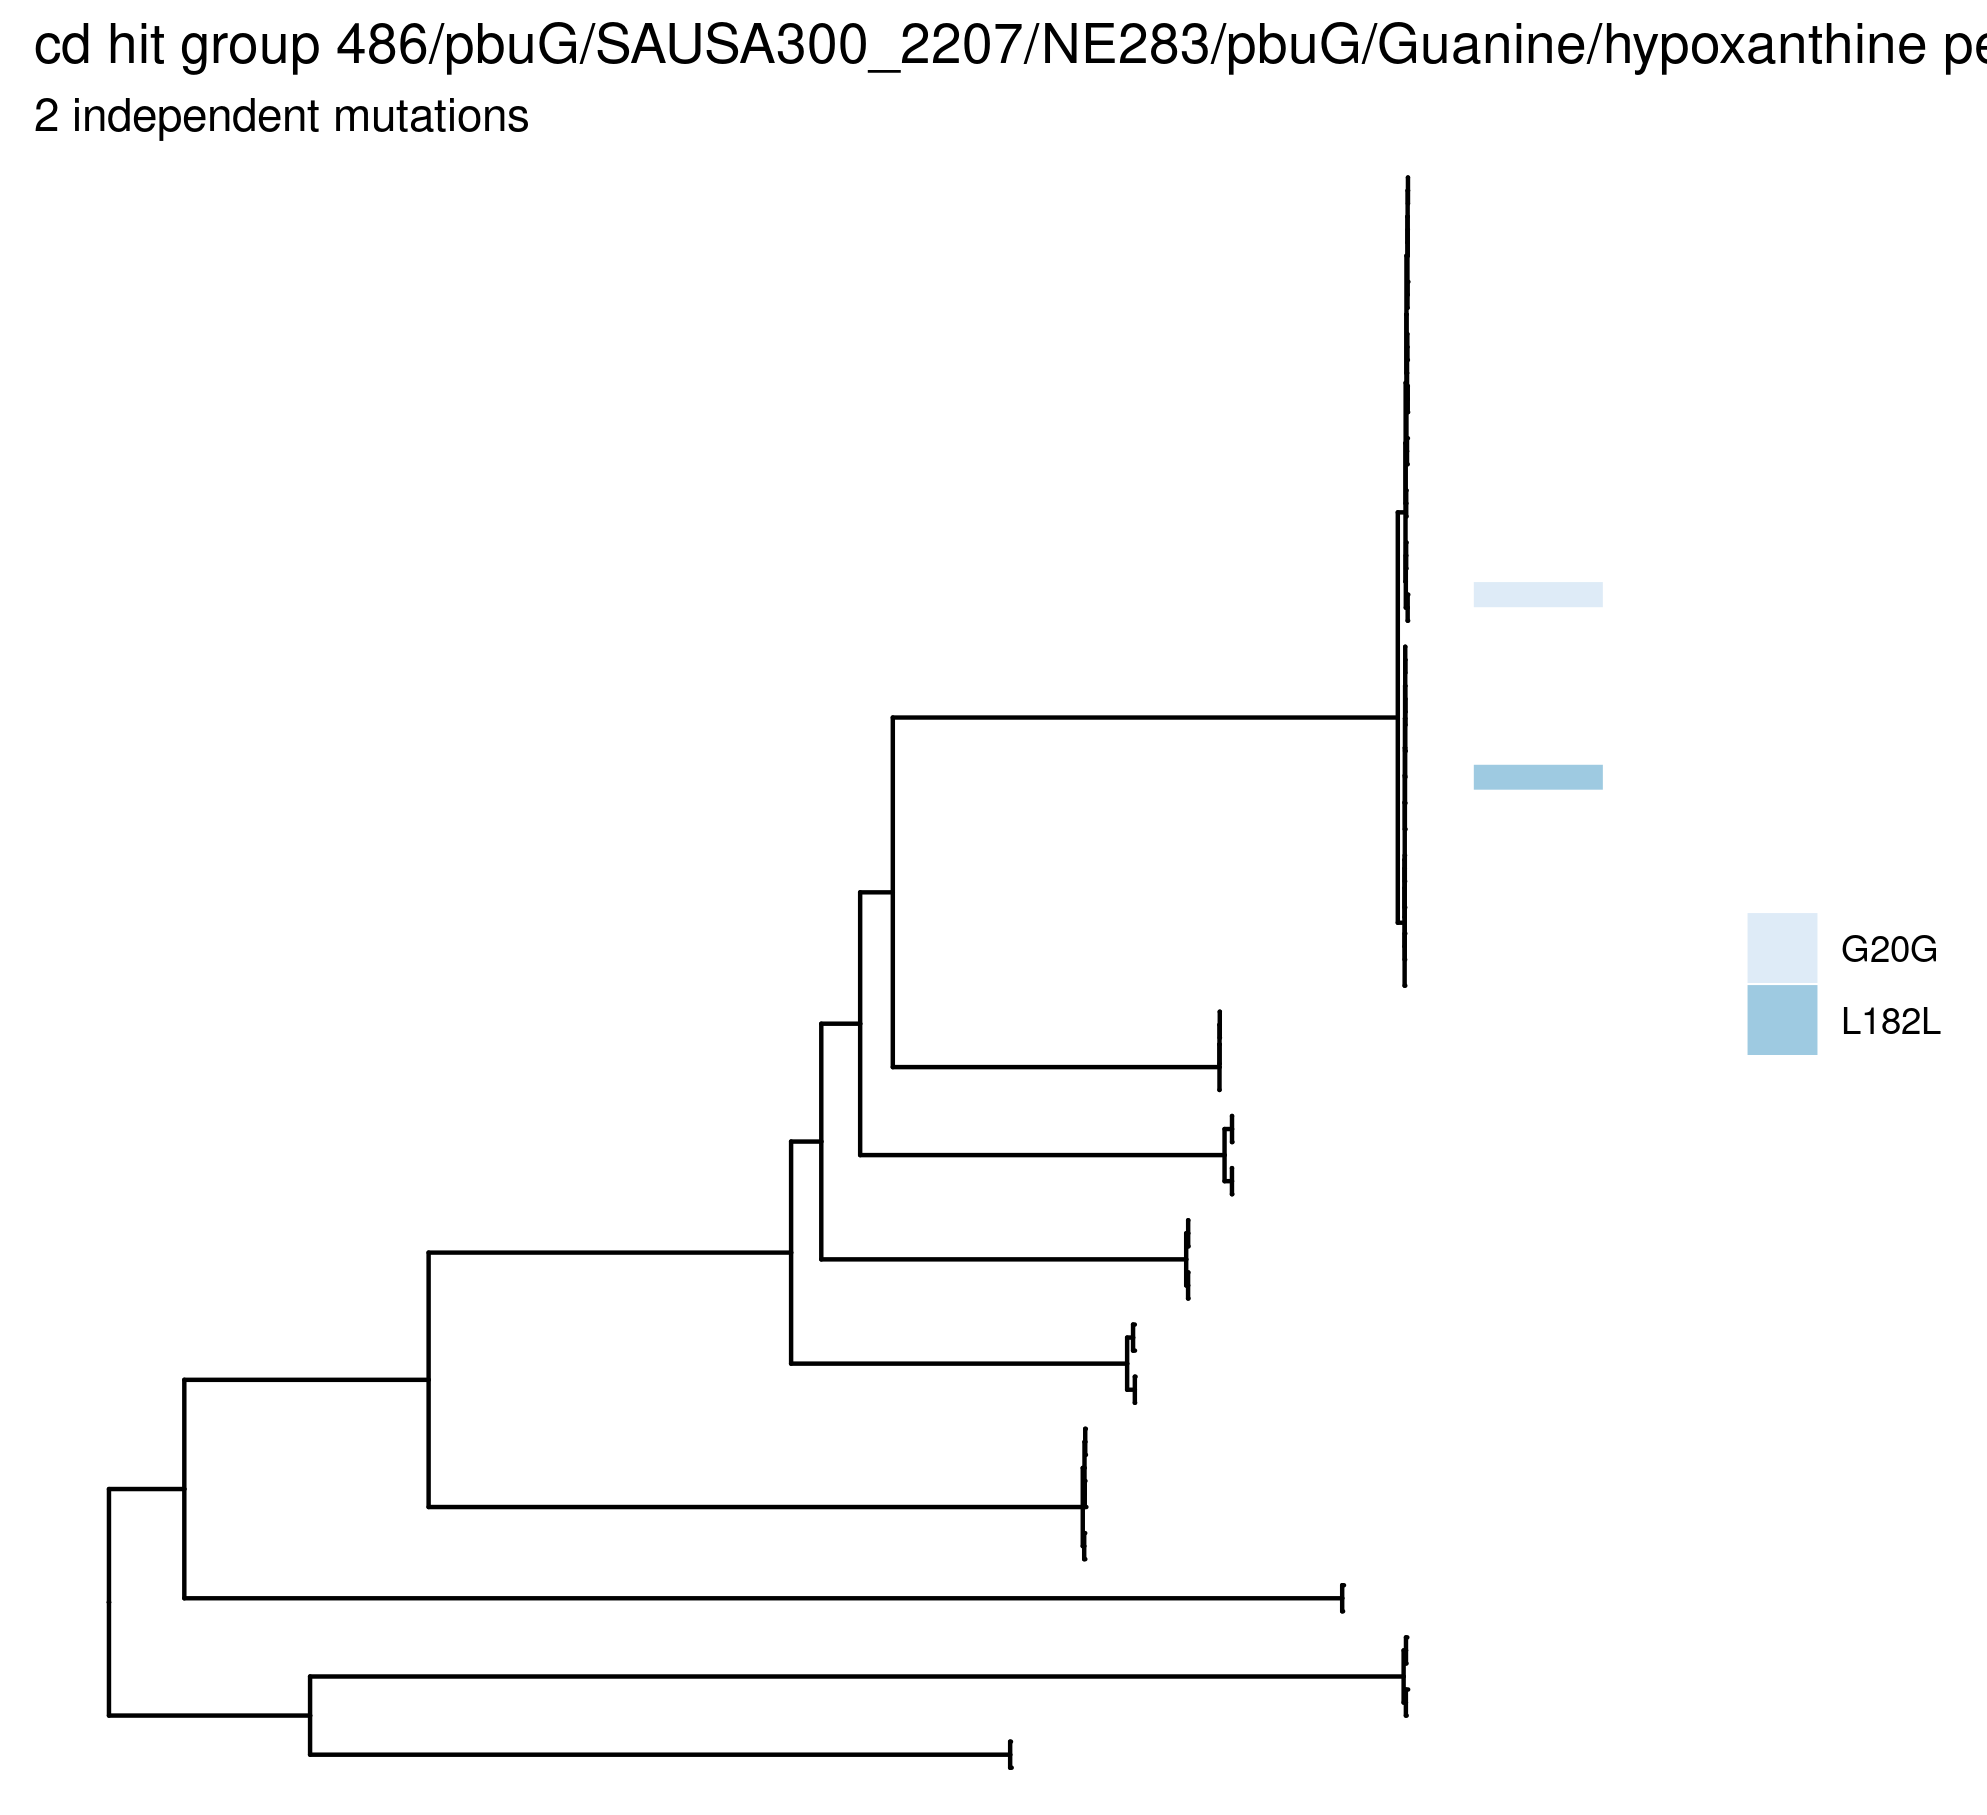 cd hit group 486/pbuG/SAUSA300_2207/NE283/pbuG/Guanine/hypoxanthine pe
2 independent mutations
G20G
L182L